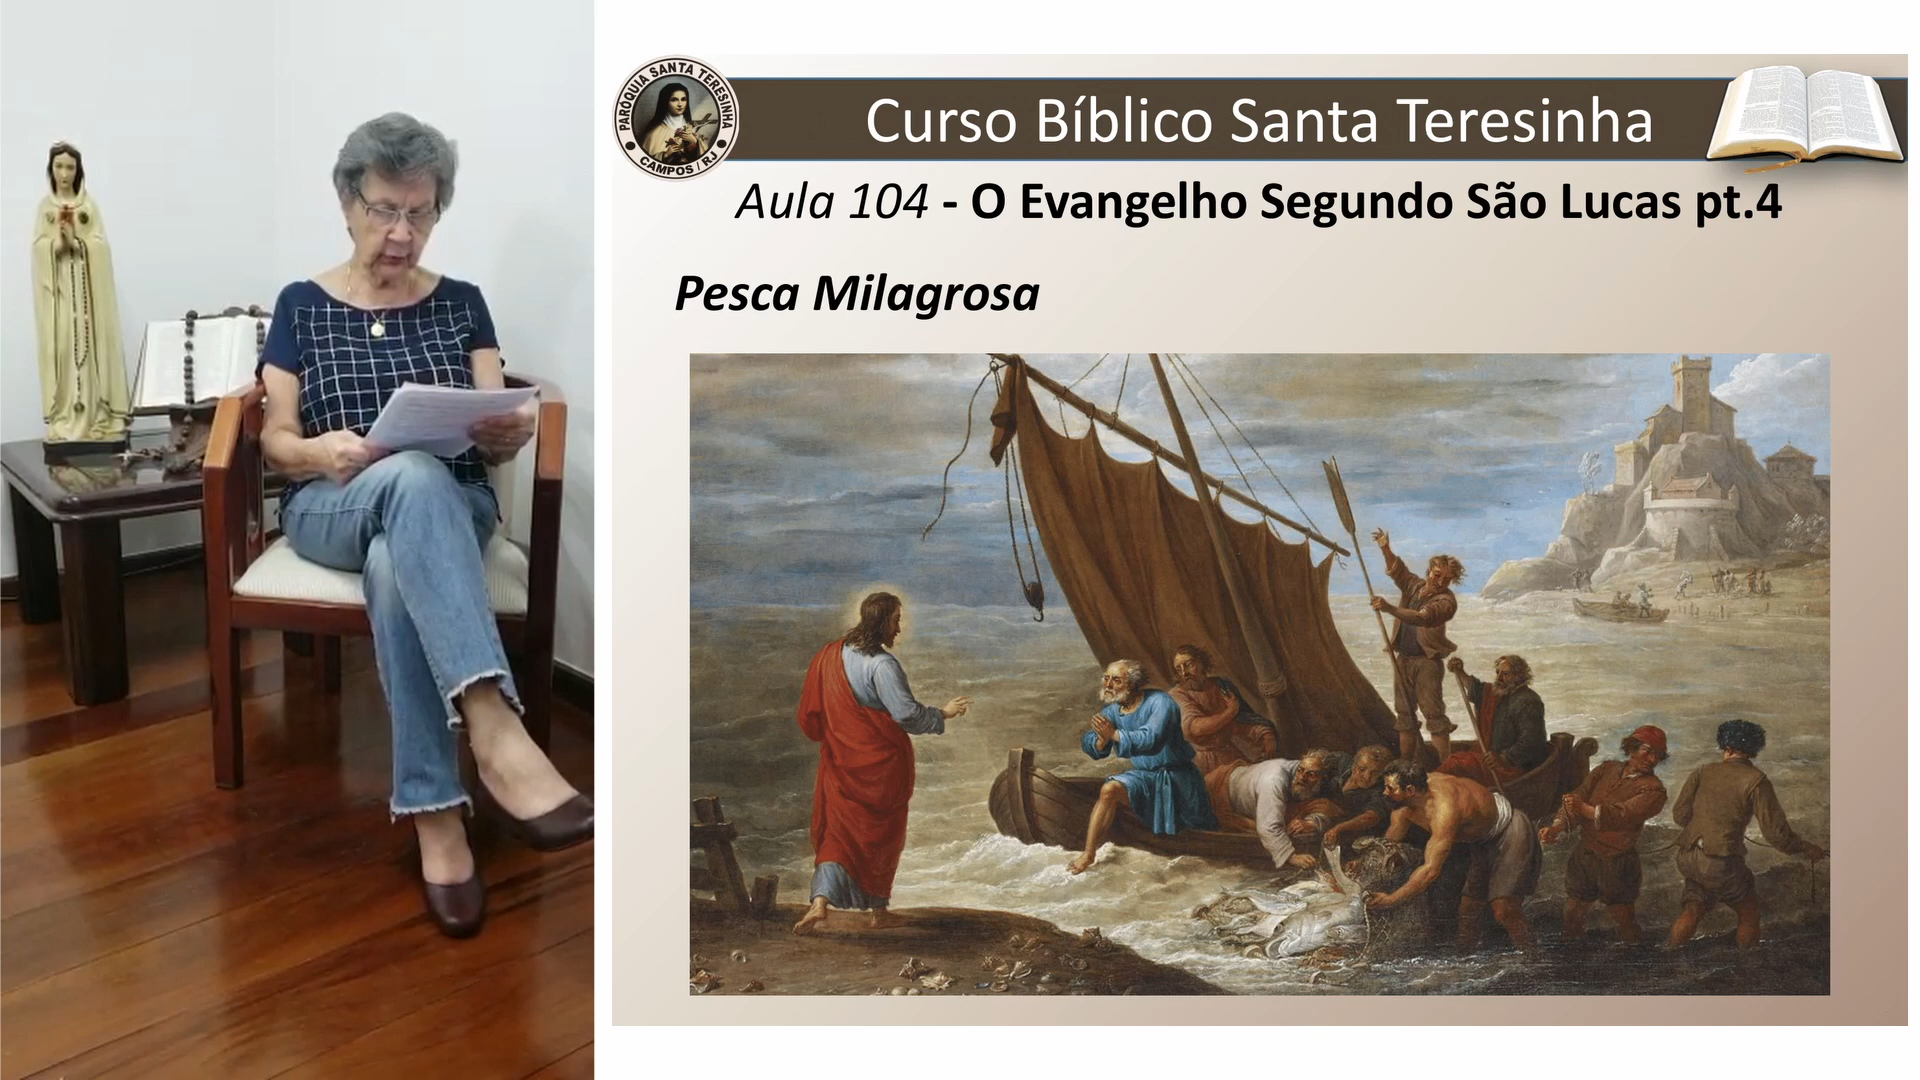 PARÓQUIA SANTA TERESINHA
CAMPOS / RJ
Curso Bíblico Santa Teresinha
Aula 104 - O Evangelho Segundo São Lucas pt.4
Pesca Milagrosa